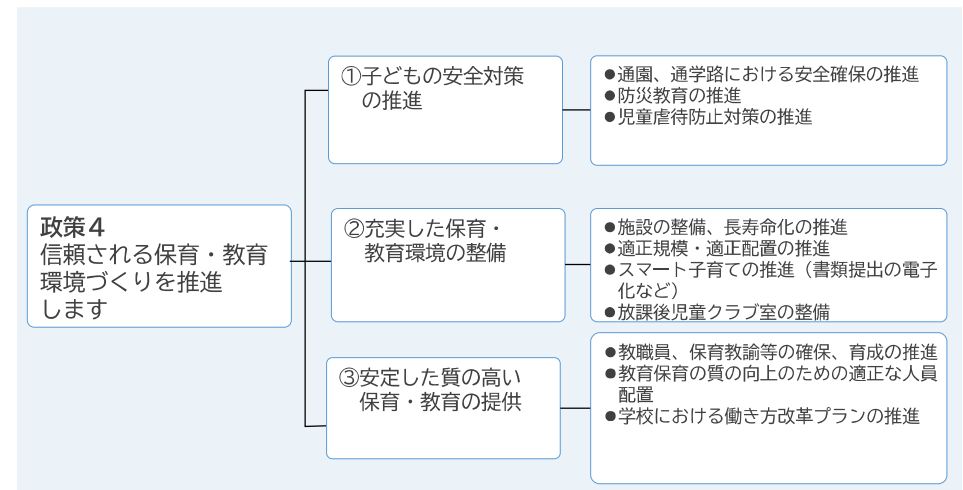 政策４
信頼される保育・教育
環境づくりを推進
します
①子どもの安全対策
の推進
●通園、通学路における安全確保の推進
●防災教育の推進
●児童虐待防止対策の推進
②充実した保育・
教育環境の整備
●施設の整備、長寿命化の推進
●適正規模・適正配置の推進
●スマート子育ての推進（書類提出の電子
化など）
●放課後児童クラブ室の整備
③安定した質の高い
保育・教育の提供
●教職員、保育教諭等の確保、育成の推進
●教育保育の質の向上のための適正な人員
配置
●学校における働き方改革プランの推進